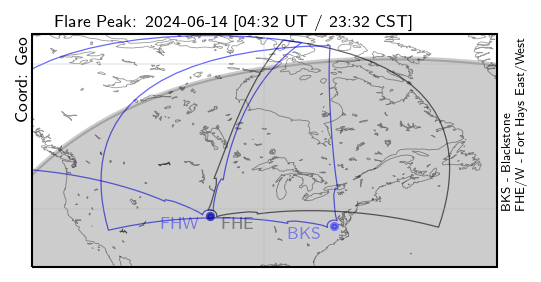 Flare Peak: 2024-06-14 [04:32 UT / 23:32 CST]
Coord: Geo
FHW
FHE
BKS
BKS - Blackstone
FHE/W - Fort Hays East/West